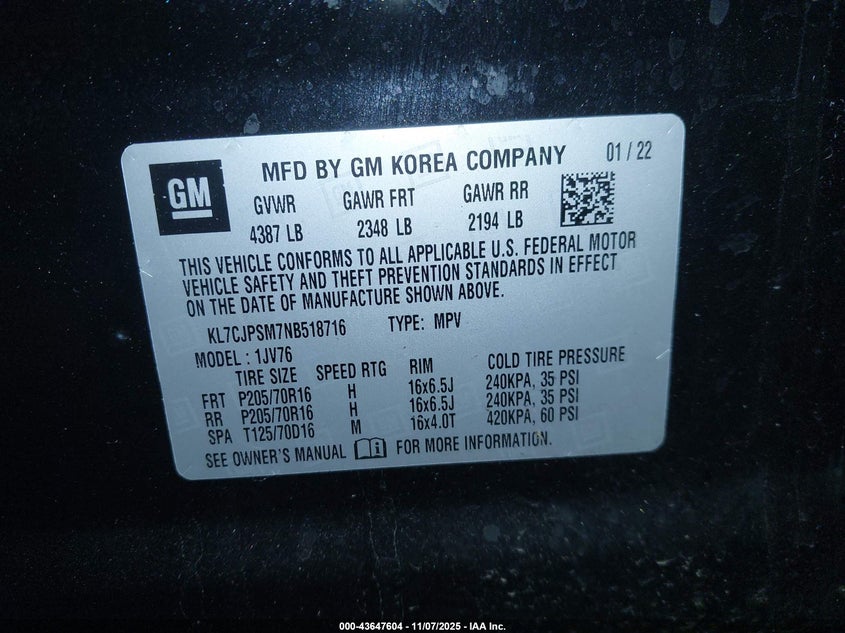 MFD BY GM KOREA COMPANY 01 / 22
GM
GVWR GAWR FRT GAWR RR
4387 LB 2348 LB 2194 LB
THIS VEHICLE CONFORMS TO ALL APPLICABLE U.S. FEDERAL MOTOR
VEHICLE SAFETY AND THEFT PREVENTION STANDARDS IN EFFECT
ON THE DATE OF MANUFACTURE SHOWN ABOVE.
KL7CJPSM7NB518716 TYPE: MPV
MODEL : 1JV76
TIRE SIZE SPEED RTG RIM COLD TIRE PRESSURE
FRT P205/70R16 H 16x6.5J 240KPA, 35 PSI
RR P205/70R16 H 16x6.5J 240KPA, 35 PSI
SPA T125/70D16 M 16x4.0T 420KPA, 60 PSI
SEE OWNER'S MANUAL i FOR MORE INFORMATION.
000-43647604 - 11/07/2025 - IAA Inc.